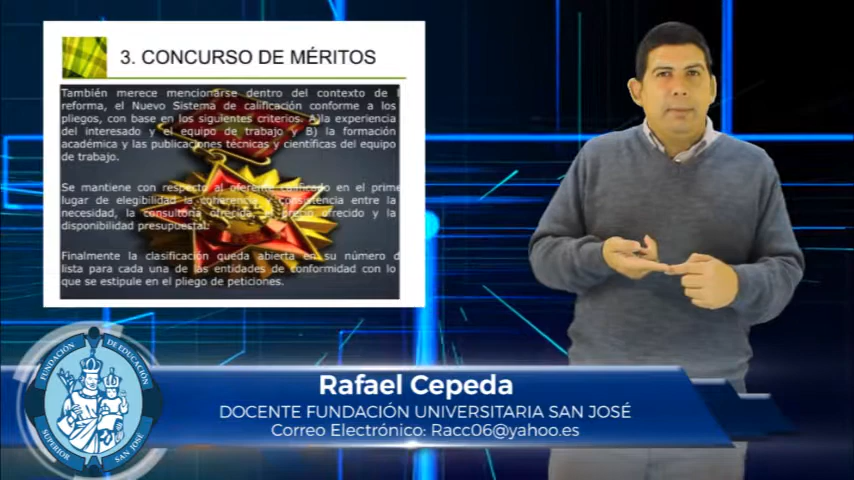 3. CONCURSO DE MÉRITOS
También merece mencionarse dentro del contexto de l
reforma, el Nuevo Sistema de calificación conforme a los
pliegos, con base en los siguientes criterios. A)la experiencia
del interesado y el equipo de trabajo y B) la formación
académica y las publicaciones técnicas y científicas del equipo
de trabajo.
Se mantiene con respecto al oferente calificado en el prime
lugar de elegibilidad la coherencia y consistencia entre la
necesidad, la consultoría ofrecida, precio ofrecido y la
disponibilidad presupuestal.
Finalmente la clasificación queda abierta en su número d
lista para cada una de las entidades de conformidad con lo
que se estipule en el pliego de peticiones.
Rafael Cepeda
DOCENTE FUNDACIÓN UNIVERSITARIA SAN JOSÉ
Correo Electrónico: Racc06@yahoo.es
FUNDACIÓN DE EDUCACIÓN
SUPERIOR SAN JOSÉ